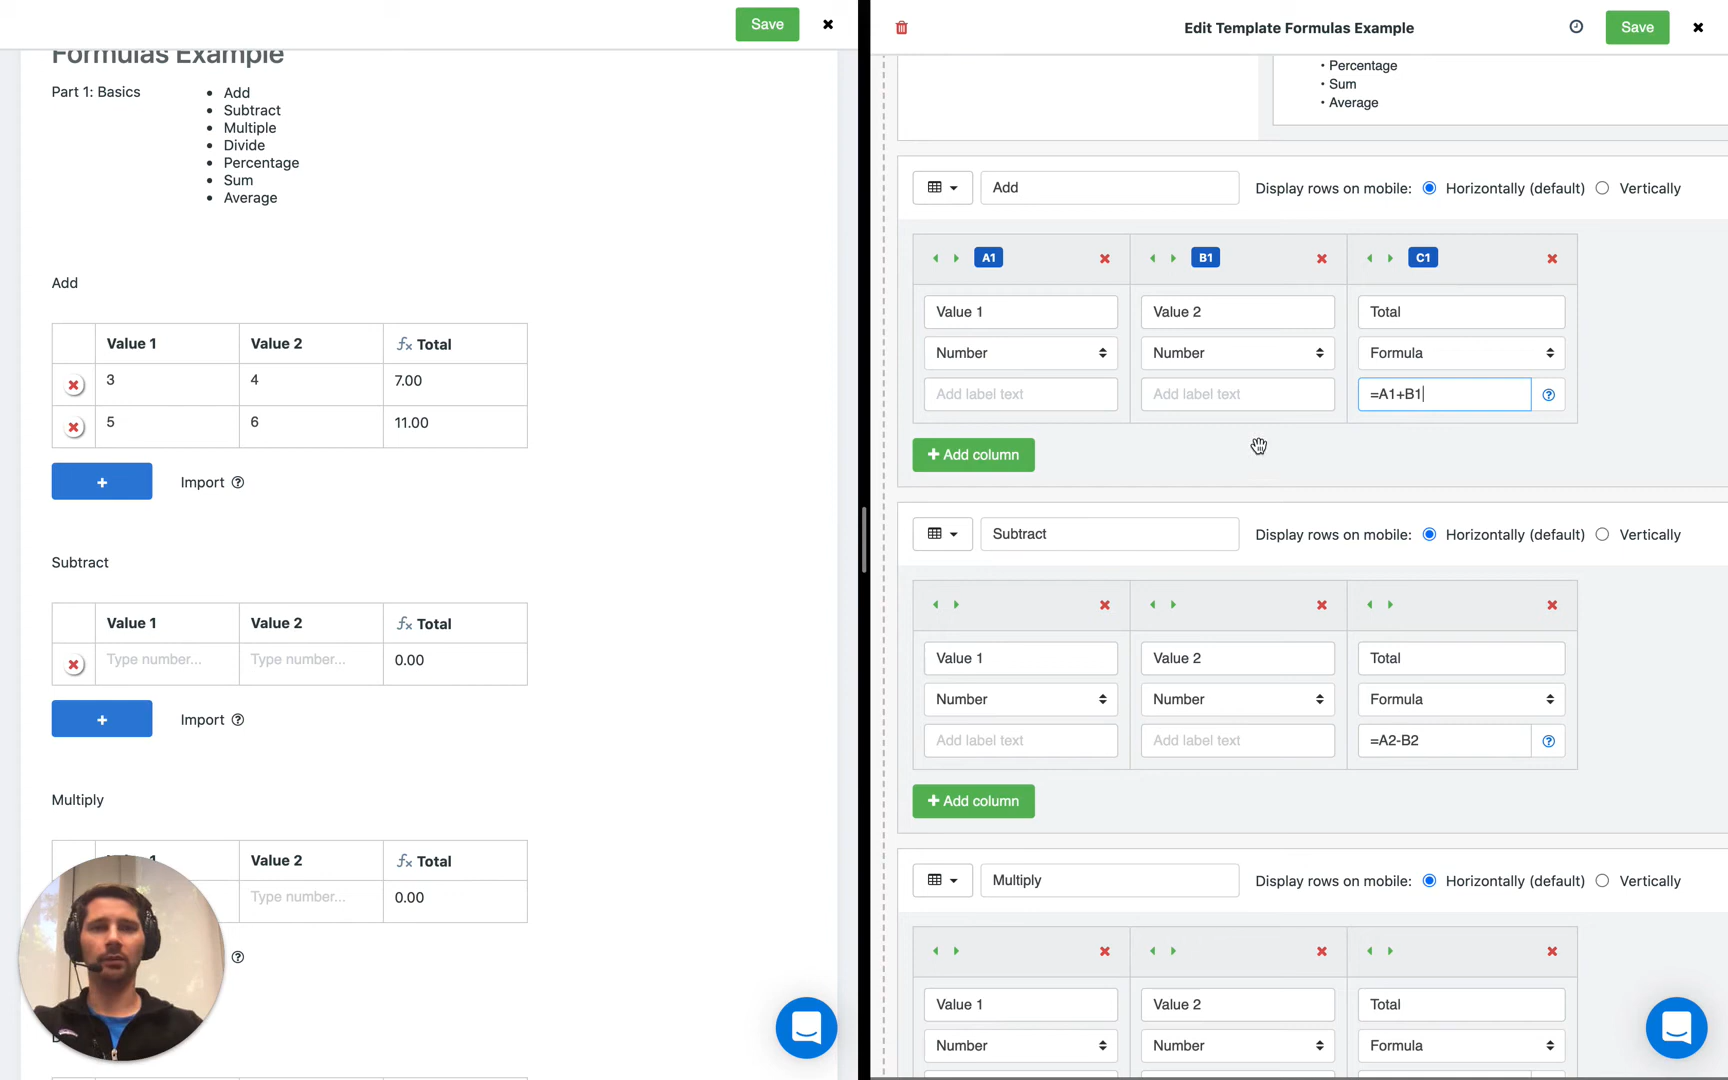 Save
Formulas Example
Part 1: Basics
Add
Subtract
Multiple
Divide
Percentage
Sum
Average
Add
Value 1 Value 2 fx Total
3 4 7.00
5 6 11.00
+ Import
Subtract
Value 1 Value 2 fx Total
Type number... Type number... 0.00
+ Import
Multiply
1 Value 2 fx Total
Type number... 0.00
Edit Template Formulas Example
Save
Percentage
Sum
Average
Add Display rows on mobile: Horizontally (default) Vertically
A1 B1 C1
Value 1 Value 2 Total
Number Number Formula
Add label text Add label text =A1+B1
+ Add column
Subtract Display rows on mobile: Horizontally (default) Vertically
Value 1 Value 2 Total
Number Number Formula
Add label text Add label text =A2-B2
+ Add column
Multiply Display rows on mobile: Horizontally (default) Vertically
Value 1 Value 2 Total
Number Number Formula